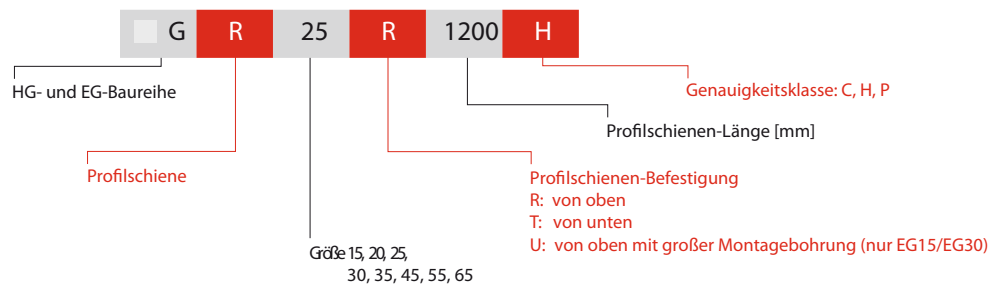 G R 25 R 1200 H
HG- und EG-Baureihe
Genauigkeitsklasse: C, H, P
Profilschienen-Länge [mm]
Profilschiene
Profilschienen-Befestigung
R: von oben
T: von unten
U: von oben mit großer Montagebohrung (nur EG15/EG30)
Größe 15, 20, 25,
30, 35, 45, 55, 65